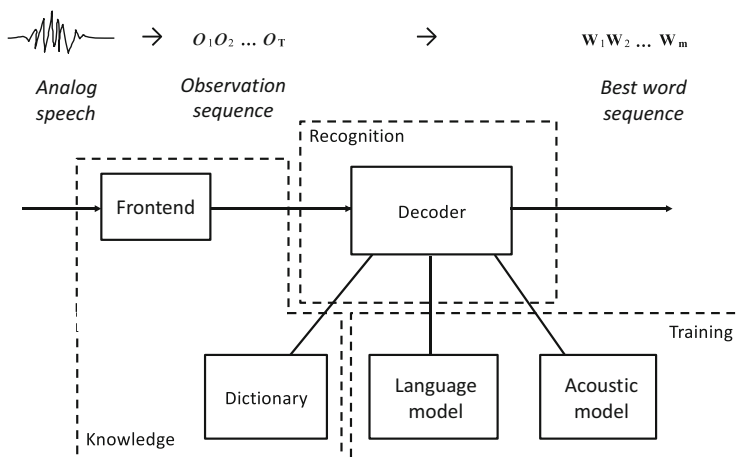 O1O2 ... OT
W1W2 ... Wm
Analog
speech
Observation
sequence
Best word
sequence
Recognition
Frontend
Decoder
Training
Dictionary
Language
model
Acoustic
model
Knowledge